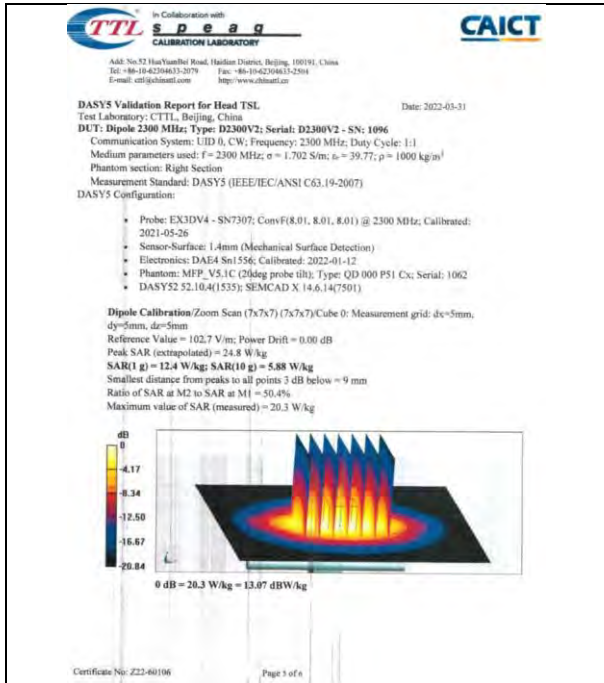 TTL
In Collaboration with
s p e a g
CALIBRATION LABORATORY
CAICT
Add: No.52 HuaYuanBei Road, Haidian District, Beijing, 100191, China
Tel: +86-10-62304633-2079 Fax: +86-10-62304633-2504
E-mail: cttl@chinattl.com http://www.chinattl.cn
DASY5 Validation Report for Head TSL Date: 2022-03-31
Test Laboratory: CTTL, Beijing, China
DUT: Dipole 2300 MHz; Type: D2300V2; Serial: D2300V2 - SN: 1096
Communication System: UID 0, CW; Frequency: 2300 MHz; Duty Cycle: 1:1
Medium parameters used: f = 2300 MHz; σ = 1.702 S/m; εr = 39.77; ρ = 1000 kg/m³
Phantom section: Right Section
Measurement Standard: DASY5 (IEEE/IEC/ANSI C63.19-2007)
DASY5 Configuration:
• Probe: EX3DV4 - SN7307; ConvF(8.01, 8.01, 8.01) @ 2300 MHz; Calibrated:
2021-05-26
• Sensor-Surface: 1.4mm (Mechanical Surface Detection)
• Electronics: DAE4 Sn1556; Calibrated: 2022-01-12
• Phantom: MFP_V5.1C (20deg probe tilt); Type: QD 000 P51 Cx; Serial: 1062
• DASY52 52.10.4(1535); SEMCAD X 14.6.14(7501)
Dipole Calibration/Zoom Scan (7x7x7) (7x7x7)/Cube 0: Measurement grid: dx=5mm,
dy=5mm, dz=5mm
Reference Value = 102.7 V/m; Power Drift = 0.00 dB
Peak SAR (extrapolated) = 24.8 W/kg
SAR(1 g) = 12.4 W/kg; SAR(10 g) = 5.88 W/kg
Smallest distance from peaks to all points 3 dB below = 9 mm
Ratio of SAR at M2 to SAR at M1 = 50.4%
Maximum value of SAR (measured) = 20.3 W/kg
dB
0
-4.17
-8.34
-12.50
-16.67
-20.84
0 dB = 20.3 W/kg = 13.07 dBW/kg
Certificate No: Z22-60106 Page 5 of 6